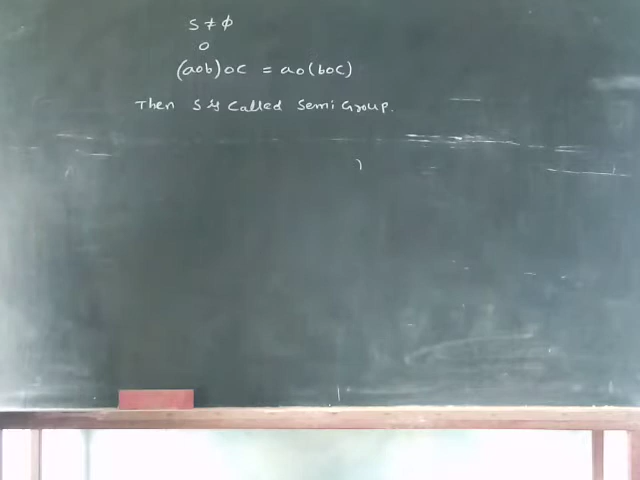 S ≠ φ
o
(aob)oc = ao(boc)
Then S is called Semi Group.